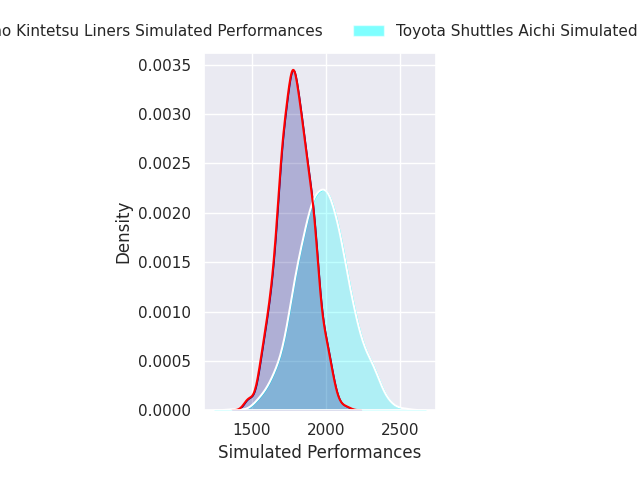 Kintetsu Liners Simulated Performances
Toyota Shuttles Aichi Simulated
0.0035
0.0030
0.0025
0.0020
0.0015
0.0010
0.0005
0.0000
Density
1500 2000 2500
Simulated Performances